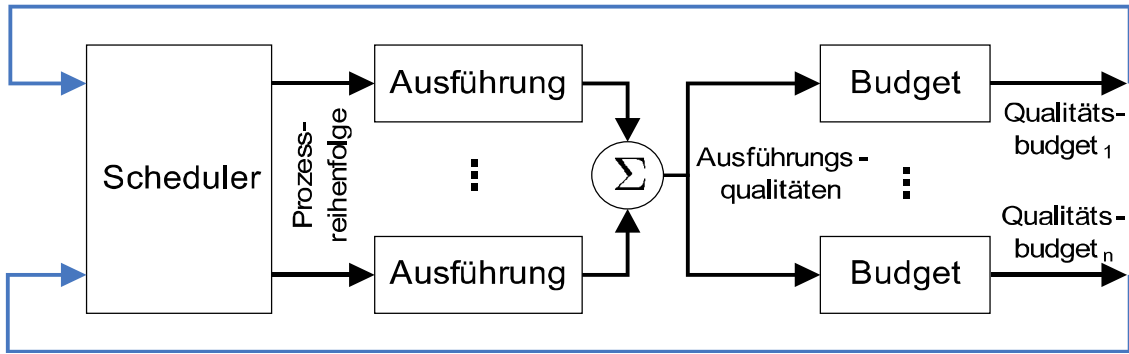 Scheduler
Prozess-
reihenfolge
Ausführung
Ausführung
Σ
Ausführungs-
qualitäten
Budget
Budget
Qualitäts-
budget 1
Qualitäts-
budget n